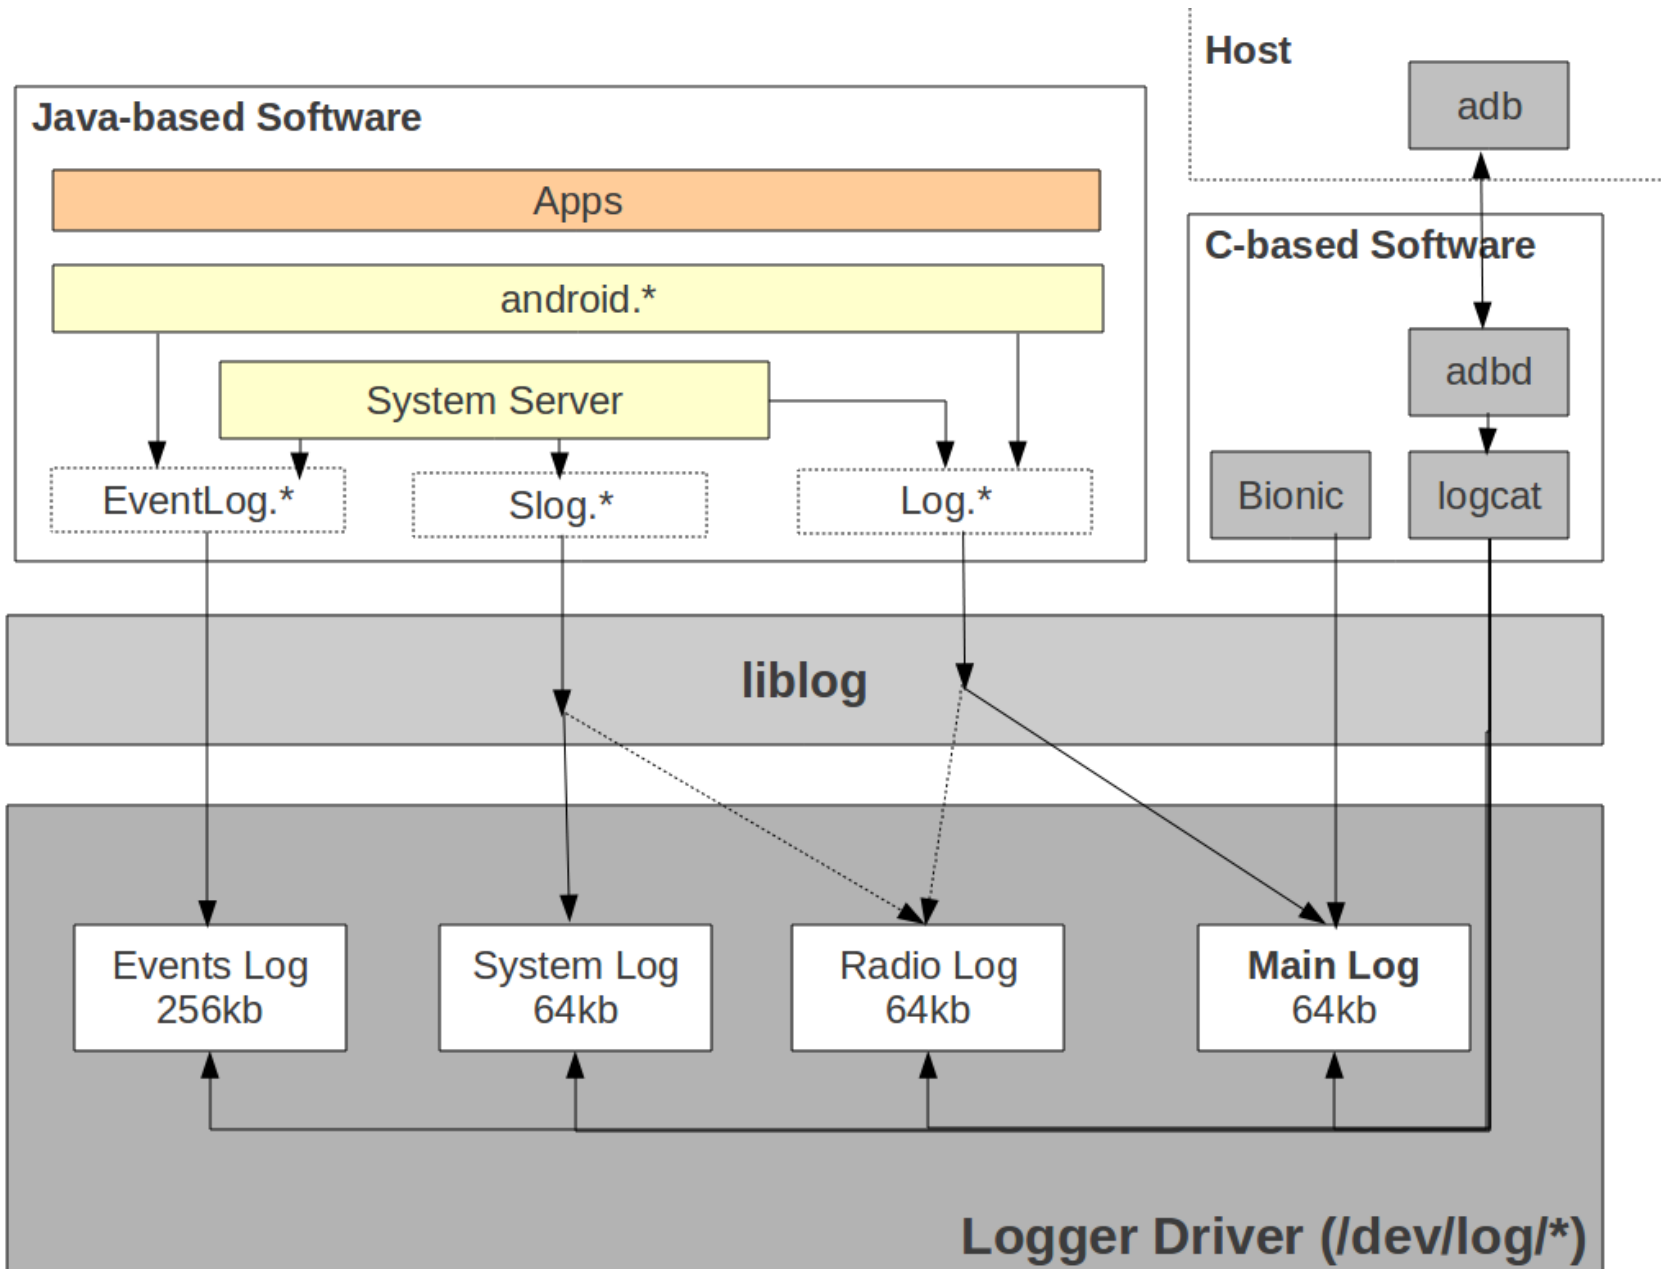 Host
adb
Java-based Software
Apps
android.*
System Server
EventLog.*
Slog.*
Log.*
C-based Software
adbd
Bionic
logcat
liblog
Events Log
256kb
System Log
64kb
Radio Log
64kb
Main Log
64kb
Logger Driver (/dev/log/*)